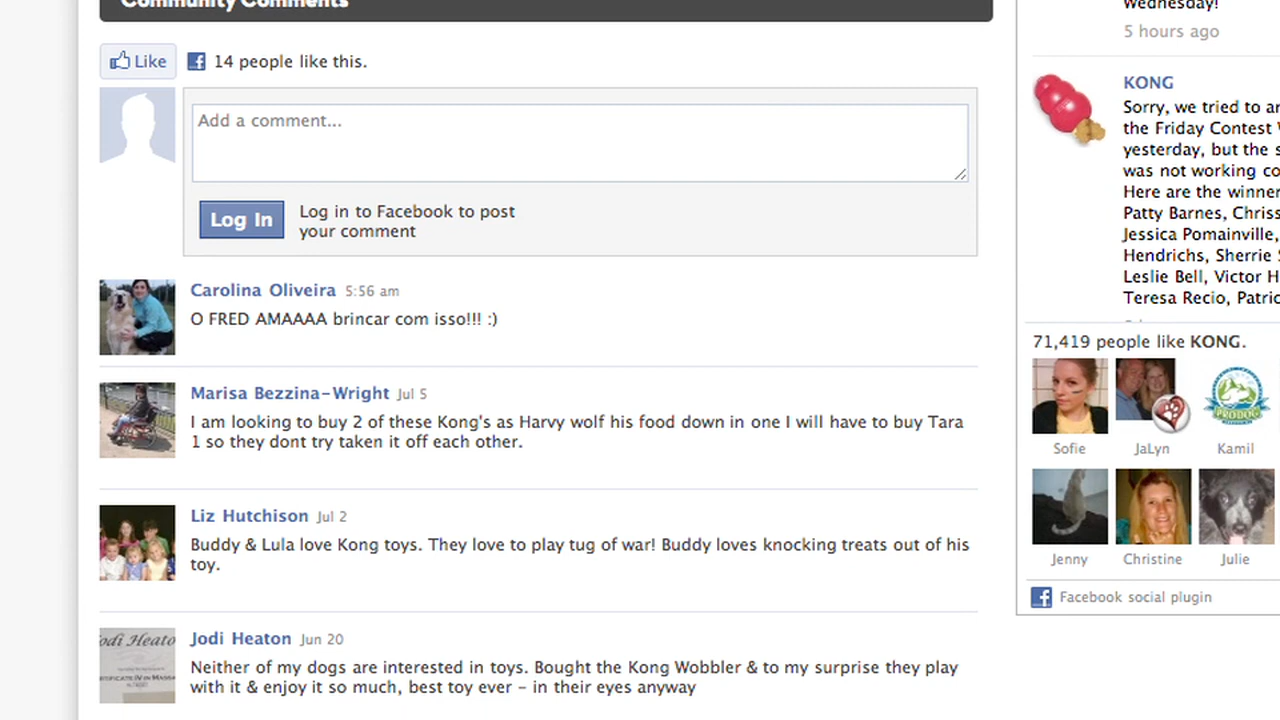 Community Comments
Like
14 people like this.
Add a comment...
Log In
Log in to Facebook to post
your comment
Carolina Oliveira 5:56 am
O FRED AMAAAA brincar com isso!!! :)
Marisa Bezzina-Wright Jul 5
I am looking to buy 2 of these Kong's as Harvy wolf his food down in one I will have to buy Tara
1 so they dont try taken it off each other.
Liz Hutchison Jul 2
Buddy & Lula love Kong toys. They love to play tug of war! Buddy loves knocking treats out of his
toy.
Jodi Heaton Jun 20
Neither of my dogs are interested in toys. Bought the Kong Wobbler & to my surprise they play
with it & enjoy it so much, best toy ever – in their eyes anyway
Wednesday!
5 hours ago
KONG
Sorry, we tried to
the Friday Contest
yesterday, but the
was not working
Here are the
Patty Barnes,
Jessica Pomainville,
Hendrichs, Sherrie
Leslie Bell, Victor
Teresa Recio,
71,419 people like KONG.
PRODOG
Sofie JaLyn Kamil
Jenny Christine Julie
Facebook social plugin